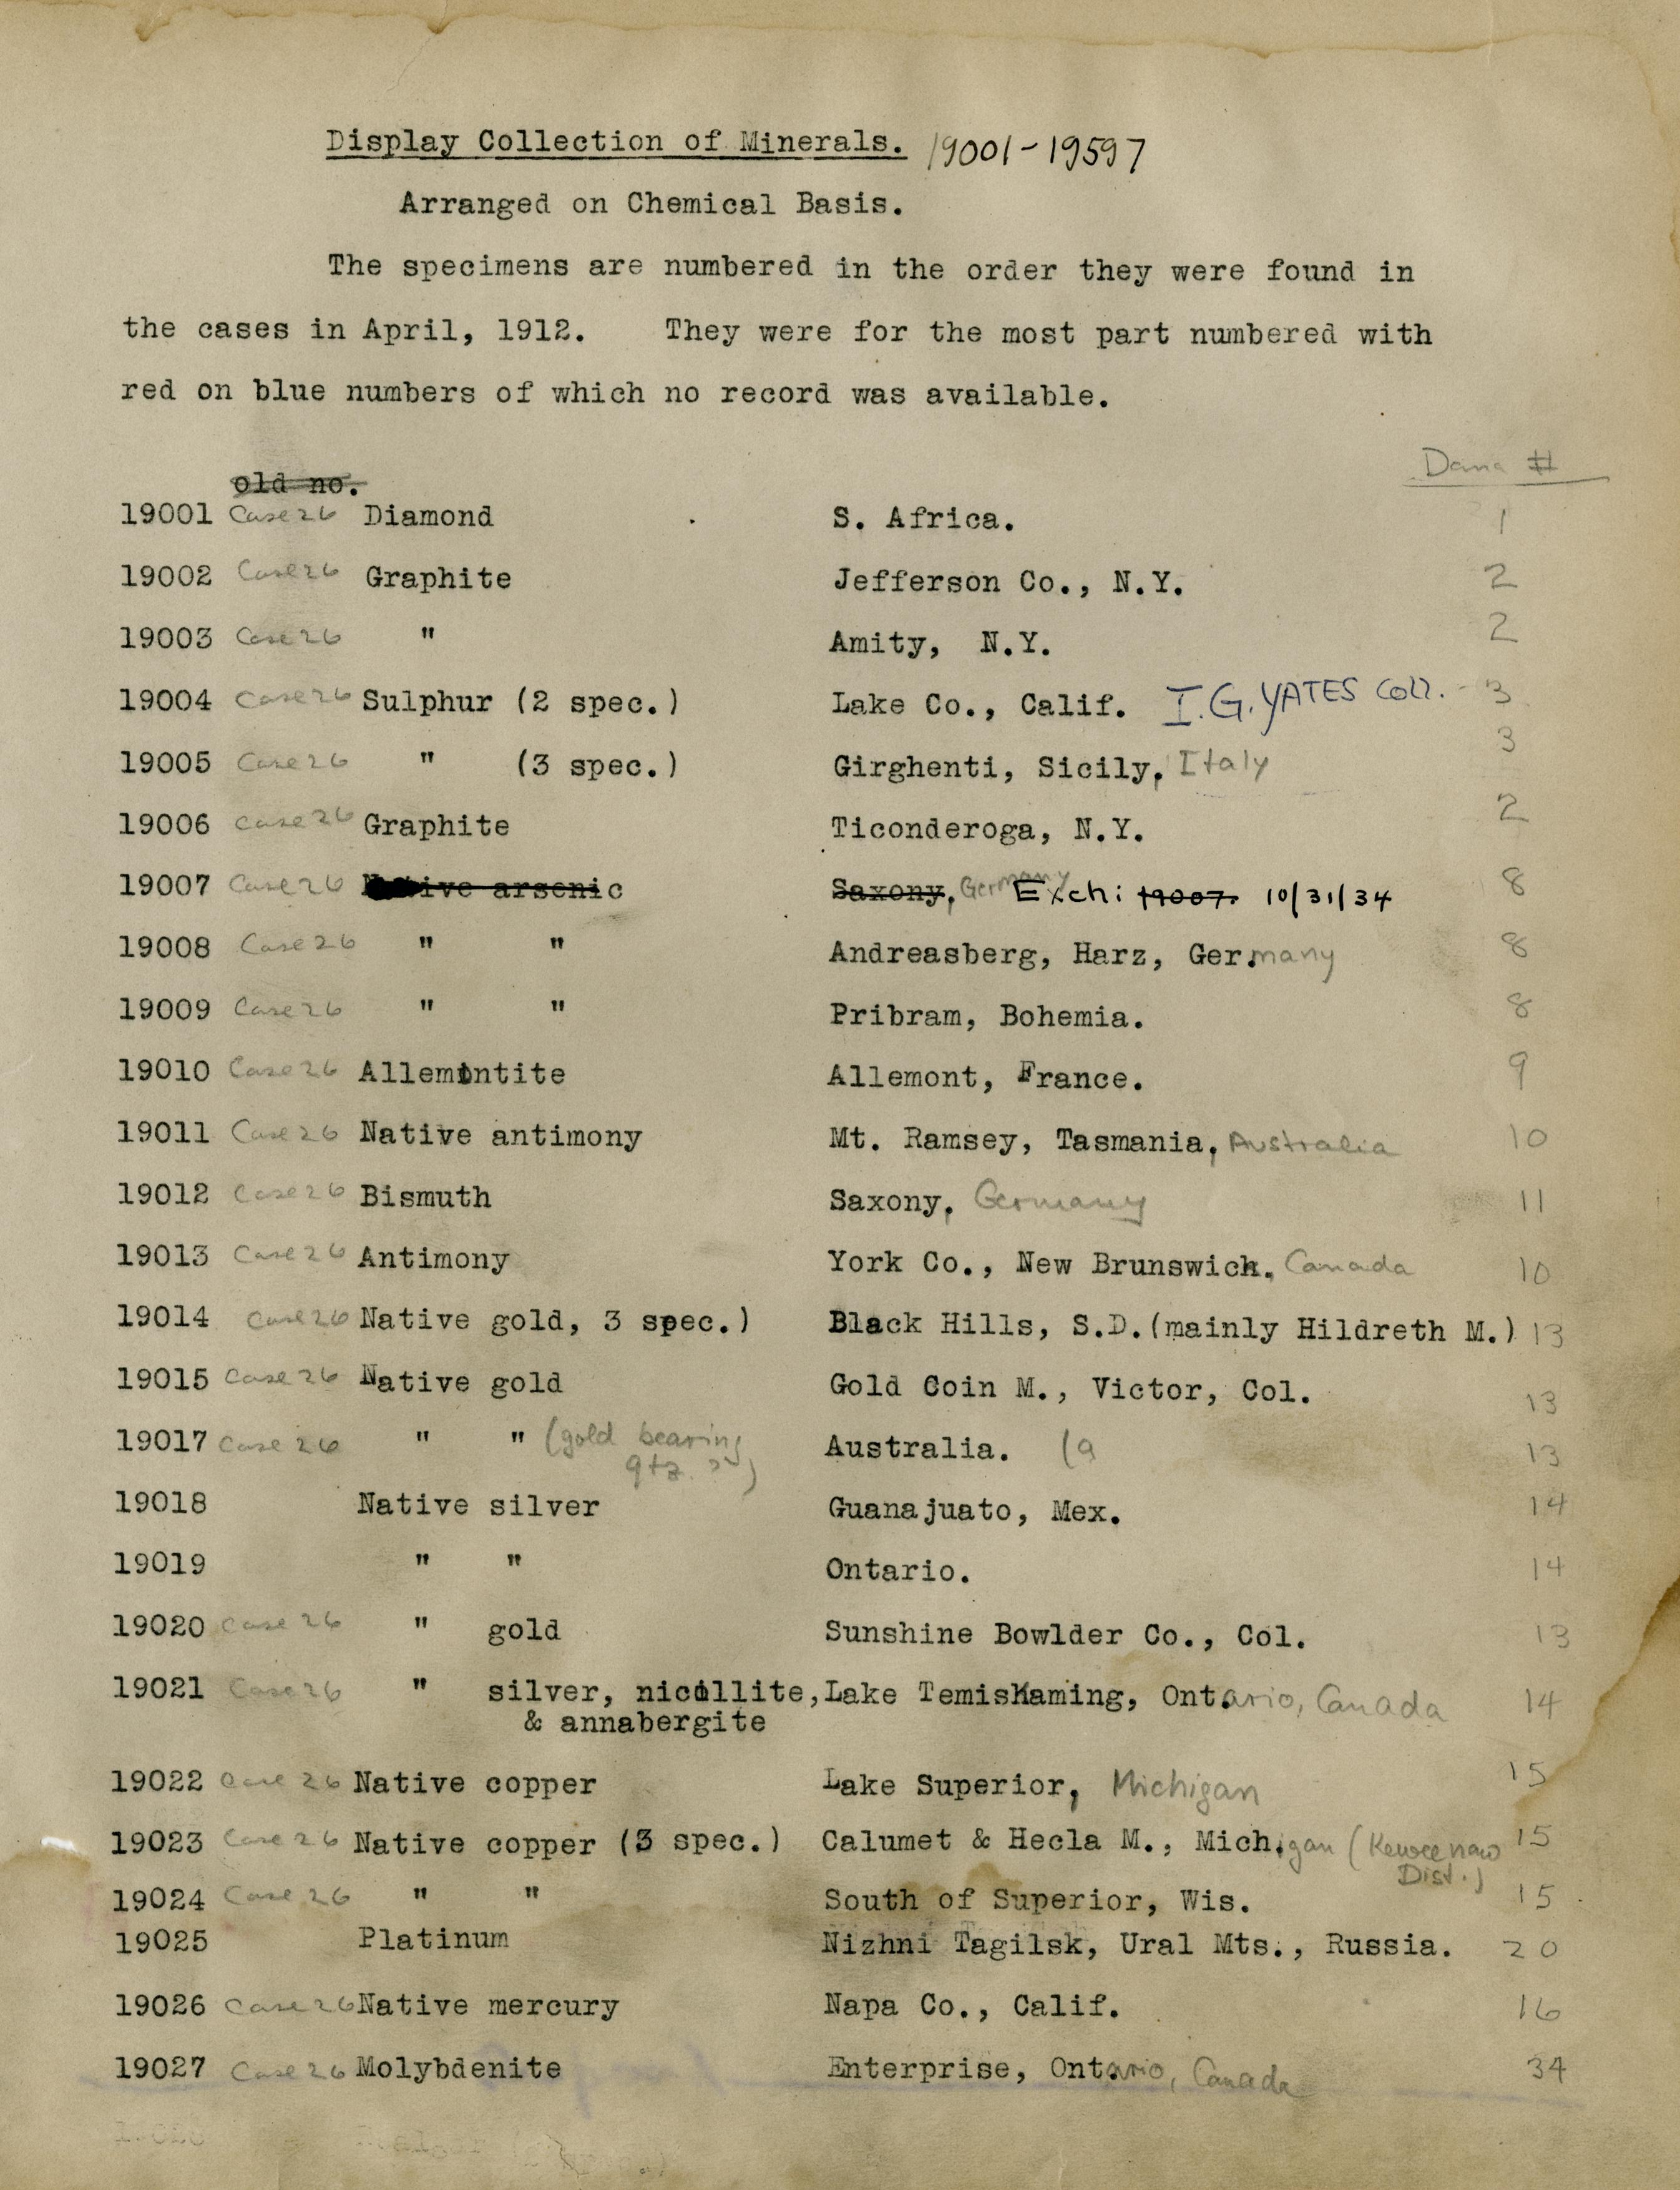 Display Collection of Minerals. 19001-19597
Arranged on Chemical Basis.
The specimens are numbered in the order they were found in
the cases in April, 1912. They were for the most part numbered with
red on blue numbers of which no record was available.
Dana #
old no.
19001 Case 26 Diamond S. Africa. 1
19002 Case 26 Graphite Jefferson Co., N.Y. 2
19003 Case 26 " Amity, N.Y. 2
19004 Case 26 Sulphur (2 spec.) Lake Co., Calif. I.G. YATES Coll. - 3
19005 Case 26 " (3 spec.) Girghenti, Sicily, Italy 3
19006 Case 26 Graphite Ticonderoga, N.Y. 2
19007 Case 26 Native arsenic Saxony, Germany Exch: 19007. 10/31/34 8
19008 Case 26 " " Andreasberg, Harz, Germany 8
19009 Case 26 " " Pribram, Bohemia. 8
19010 Case 26 Allemontite Allemont, France. 9
19011 Case 26 Native antimony Mt. Ramsey, Tasmania, Australia 10
19012 Case 26 Bismuth Saxony, Germany 11
19013 Case 26 Antimony York Co., New Brunswick, Canada 10
19014 Case 26 Native gold, 3 spec.) Black Hills, S.D.(mainly Hildreth M.) 13
19015 Case 26 Native gold Gold Coin M., Victor, Col. 13
19017 Case 26 " " (gold bearing Australia. (a 13
qtz. ??)
19018 Native silver Guanajuato, Mex. 14
19019 " " Ontario. 14
19020 Case 26 " gold Sunshine Bowlder Co., Col. 13
19021 Case 26 " silver, nicollite, Lake Temiskaming, Ontario, Canada 14
& annabergite
19022 Case 26 Native copper Lake Superior, Michigan 15
19023 Case 26 Native copper (3 spec.) Calumet & Hecla M., Michigan (Keweenaw 15
Dist.)
19024 Case 26 " " South of Superior, Wis. 15
19025 Platinum Nizhni Tagilsk, Ural Mts., Russia. 20
19026 Case 26 Native mercury Napa Co., Calif. 16
19027 Case 26 Molybdenite Enterprise, Ontario, Canada 34